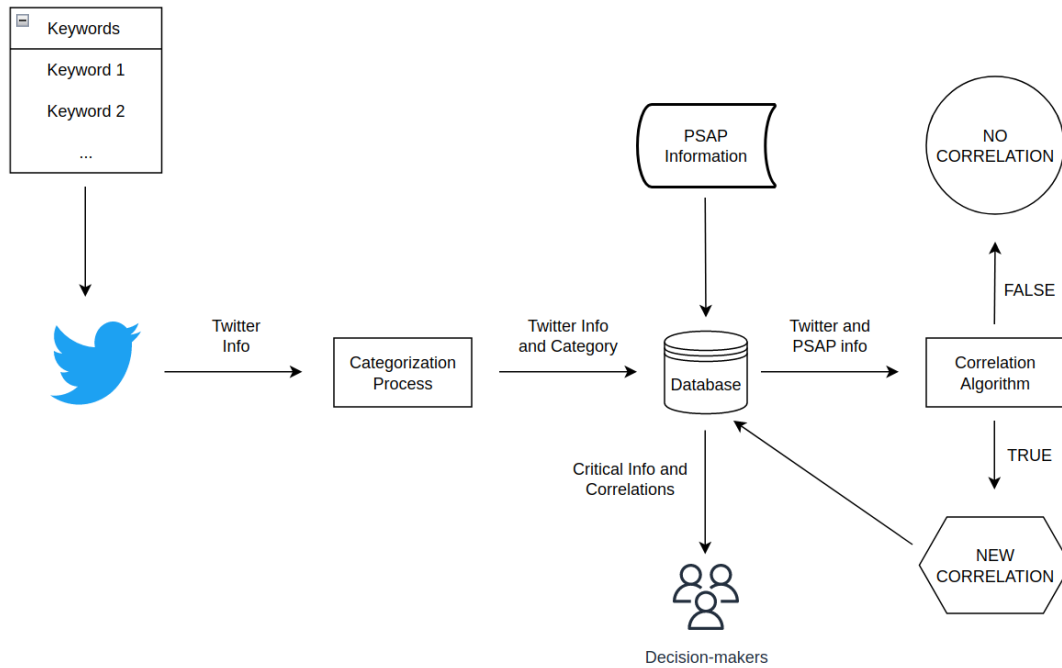 Keywords
Keyword 1
Keyword 2
...
PSAP
Information
NO
CORRELATION
FALSE
Twitter
Info
Categorization
Process
Twitter Info
and Category
Database
Twitter and
PSAP info
Correlation
Algorithm
TRUE
Critical Info and
Correlations
NEW
CORRELATION
Decision-makers